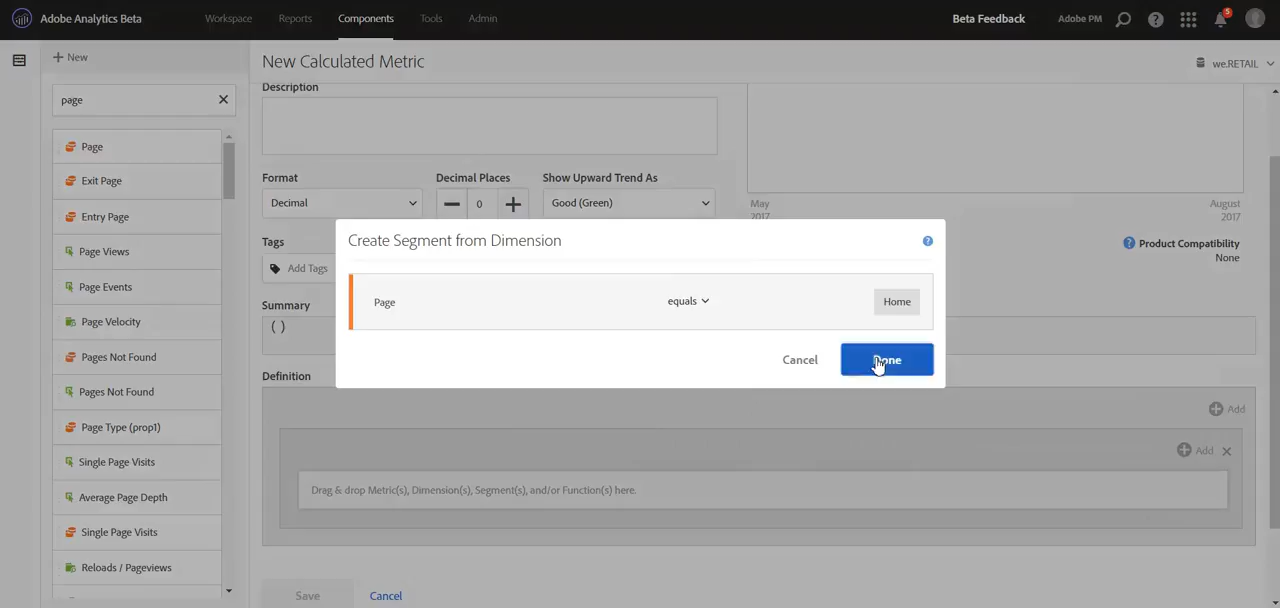 Adobe Analytics Beta
Workspace
Reports
Components
Tools
Admin
Beta Feedback
Adobe PM
5
New
New Calculated Metric
we.RETAIL
page
Description
Page
Exit Page
Entry Page
Page Views
Page Events
Page Velocity
Pages Not Found
Pages Not Found
Page Type (prop1)
Single Page Visits
Average Page Depth
Single Page Visits
Reloads / Pageviews
Format
Decimal Places
Show Upward Trend As
Decimal
0
Good (Green)
May
2017
August
2017
Tags
Add Tags
Product Compatibility
None
Create Segment from Dimension
Page
equals
Home
Cancel
Done
Summary
( )
Definition
Add
Add
Drag & drop Metric(s), Dimension(s), Segment(s), and/or Function(s) here.
Save
Cancel